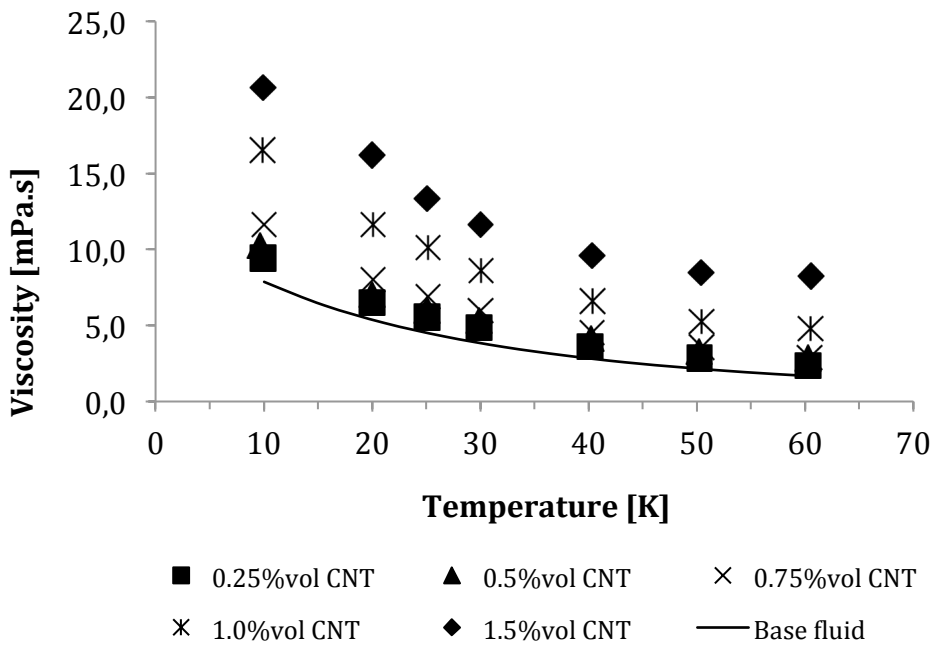 25,0
20,0
15,0
10,0
5,0
0,0
Viscosity [mPa.s]
0 10 20 30 40 50 60 70
Temperature [K]
0.25%vol CNT 0.5%vol CNT 0.75%vol CNT
1.0%vol CNT 1.5%vol CNT Base fluid